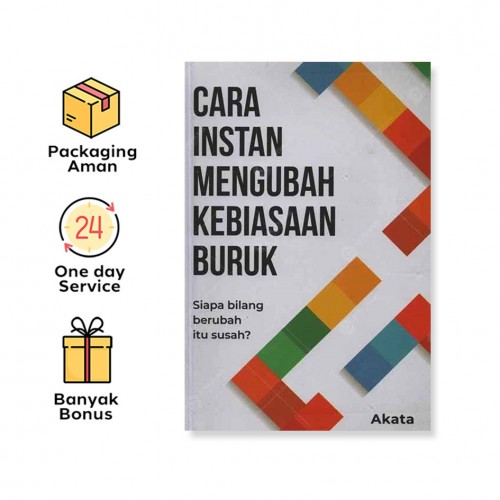 Packaging
Aman
24
One day
Service
Banyak
Bonus
CARA
INSTAN
MENGUBAH
KEBIASAAN
BURUK
Siapa bilang
berubah
itu susah?
Akata